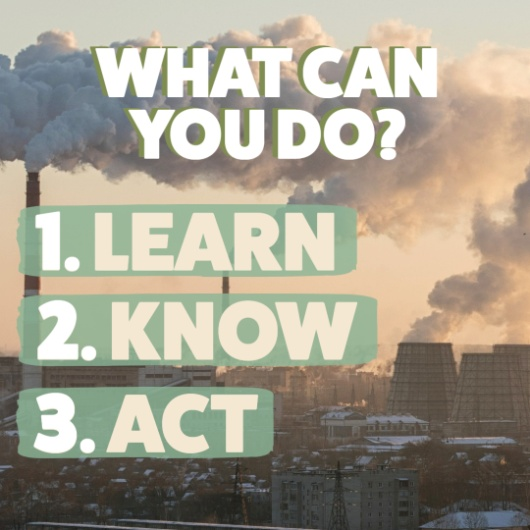 WHAT CAN
YOU DO?
1. LEARN
2. KNOW
3. ACT